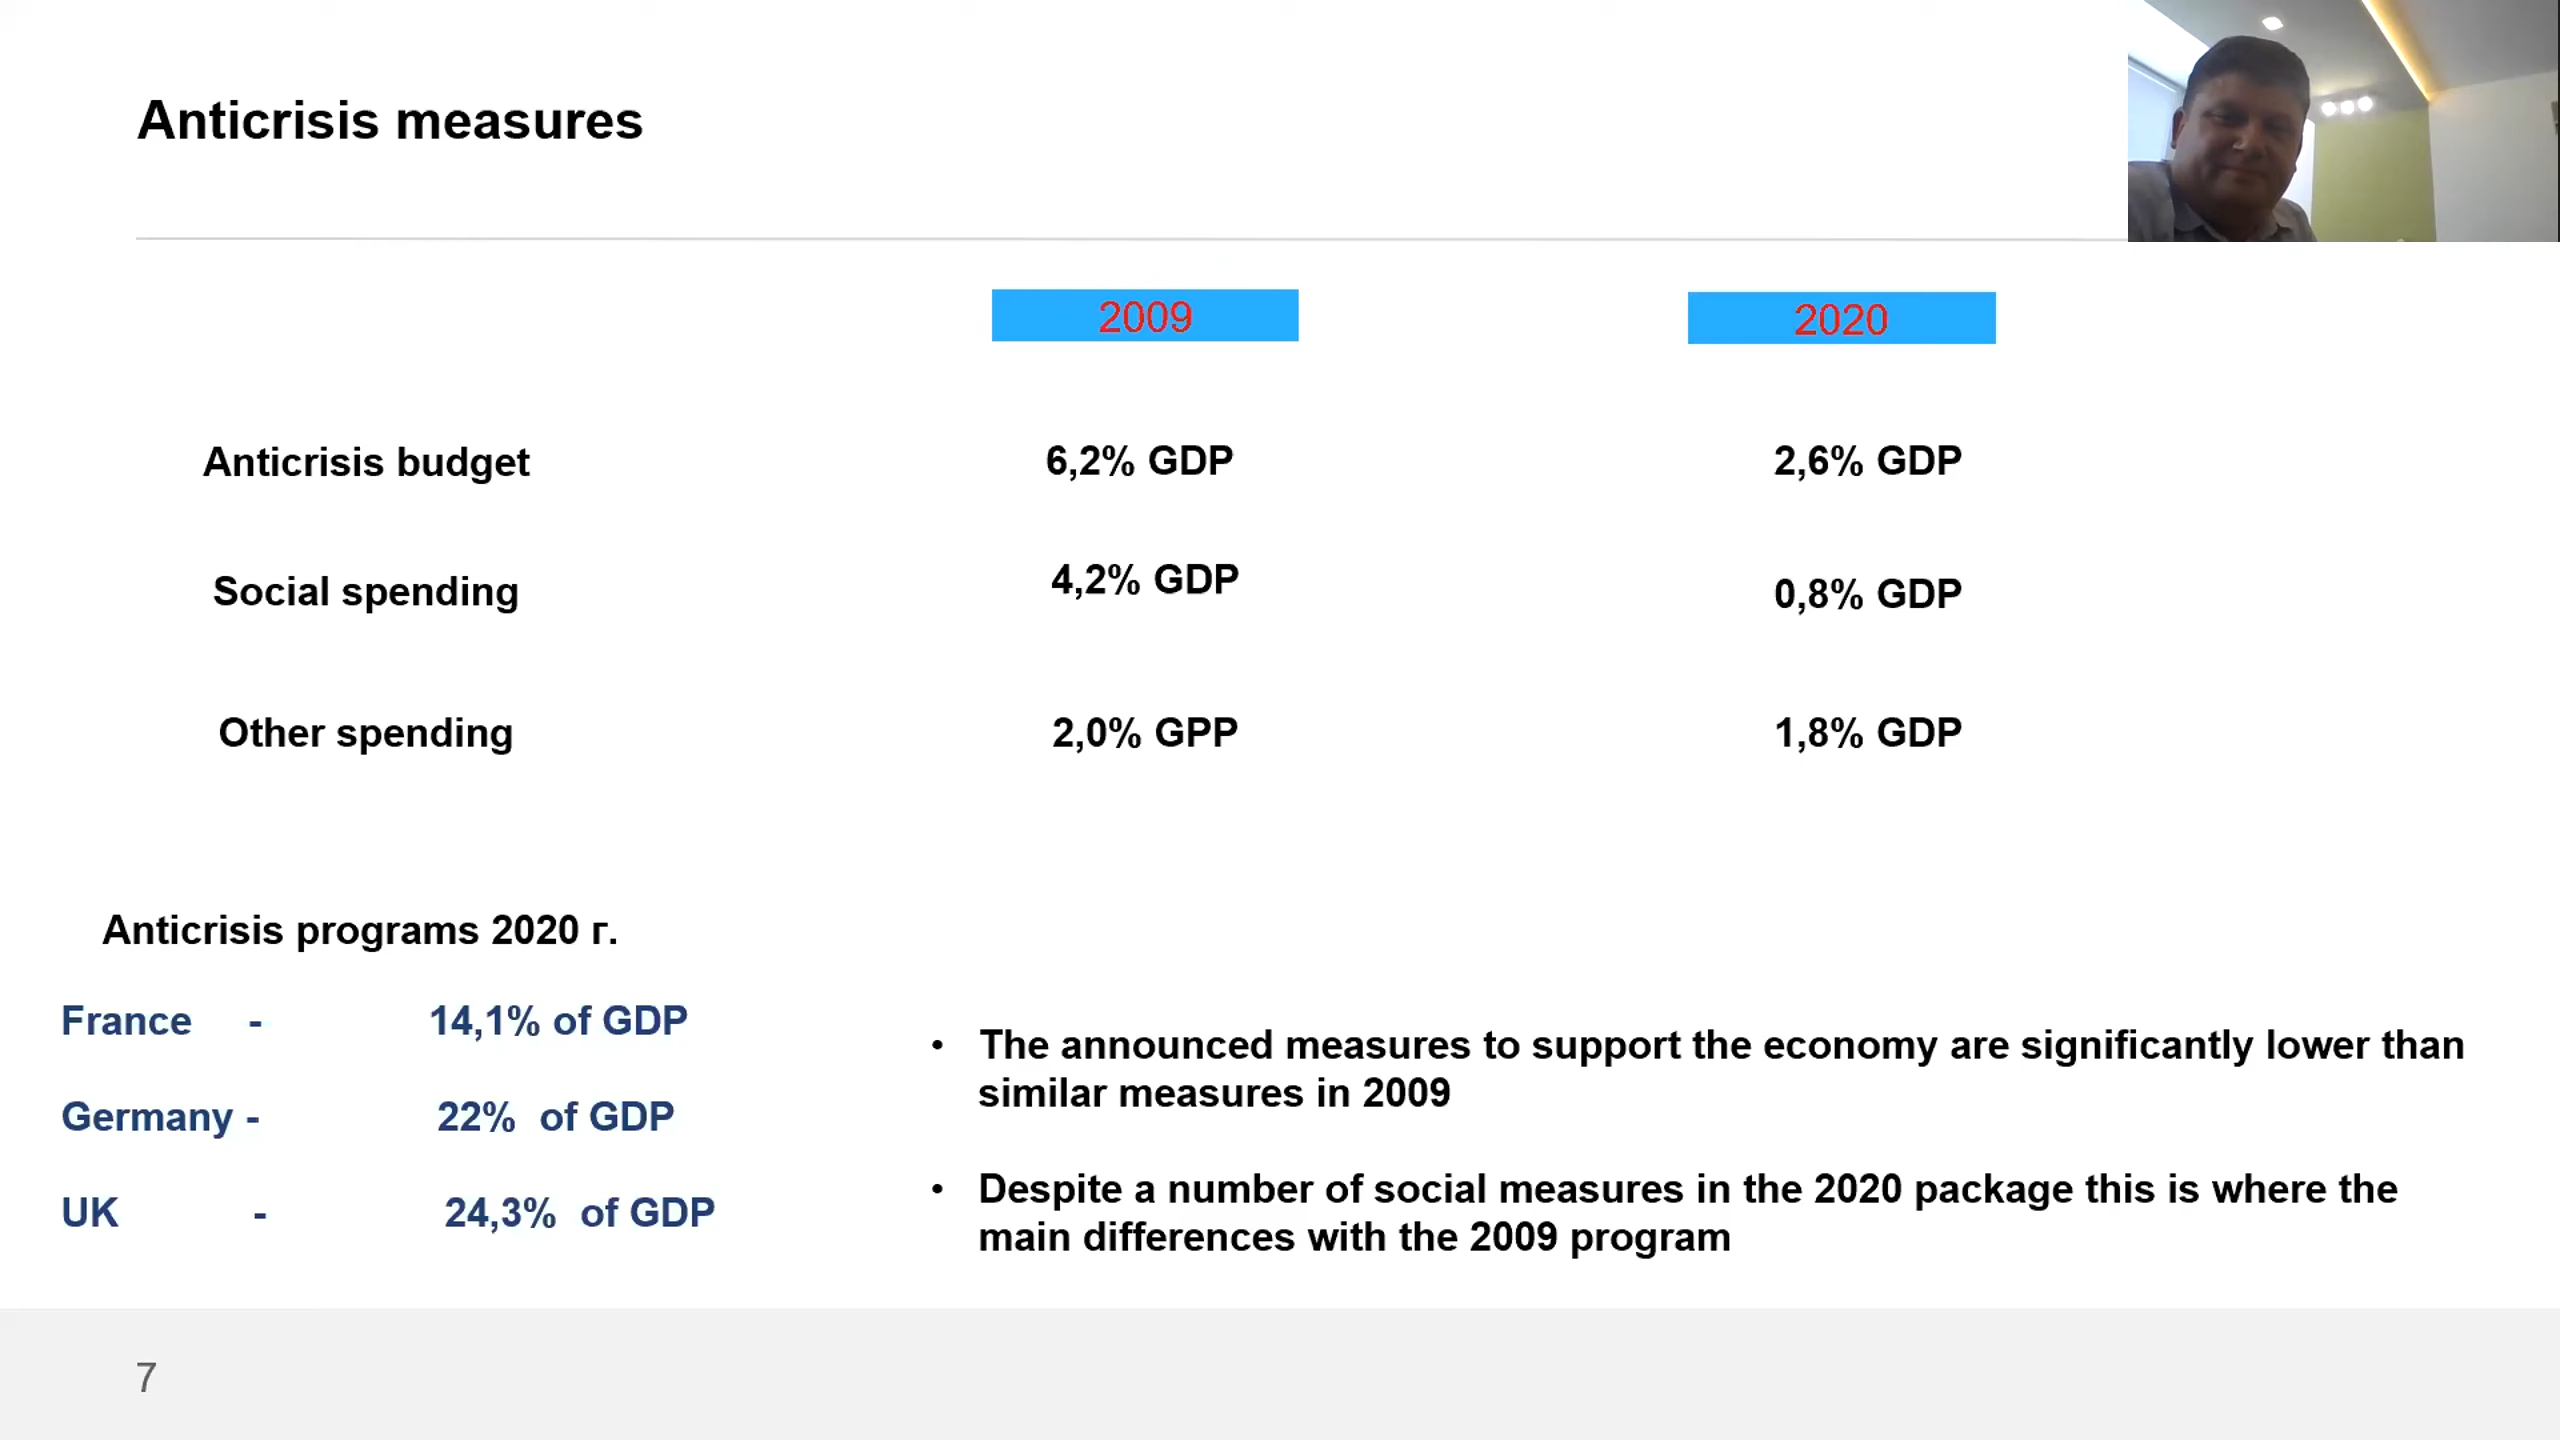 Anticrisis measures
2009 2020
Anticrisis budget 6,2% GDP 2,6% GDP
Social spending 4,2% GDP 0,8% GDP
Other spending 2,0% GPP 1,8% GDP
Anticrisis programs 2020 г.
France - 14,1% of GDP
Germany - 22% of GDP
UK - 24,3% of GDP
• The announced measures to support the economy are significantly lower than
similar measures in 2009
• Despite a number of social measures in the 2020 package this is where the
main differences with the 2009 program
7